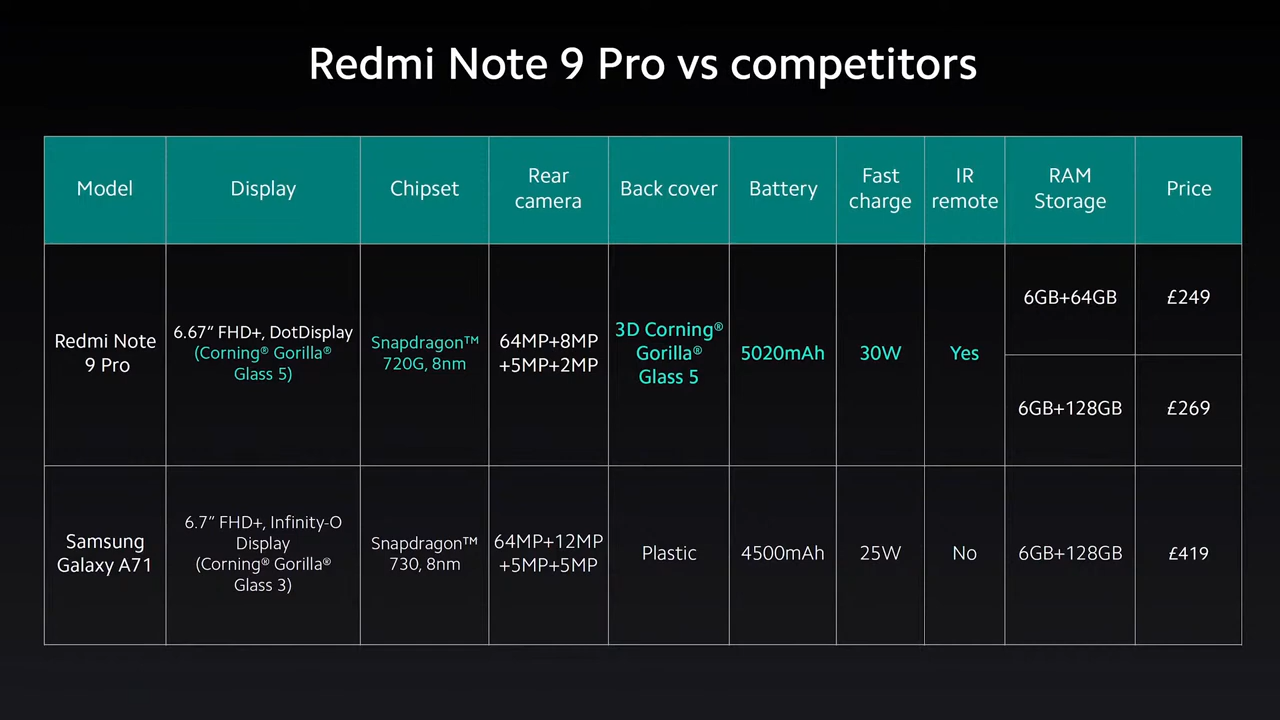 Redmi Note 9 Pro vs competitors
Model
Display
Chipset
Rear
camera
Back cover
Battery
Fast
charge
IR
remote
RAM
Storage
Price
Redmi Note
9 Pro
6.67” FHD+, DotDisplay
(Corning® Gorilla®
Glass 5)
Snapdragon™
720G, 8nm
64MP+8MP
+5MP+2MP
3D Corning®
Gorilla®
Glass 5
5020mAh
30W
Yes
6GB+64GB
£249
6GB+128GB
£269
Samsung
Galaxy A71
6.7” FHD+, Infinity-O
Display
(Corning® Gorilla®
Glass 3)
Snapdragon™
730, 8nm
64MP+12MP
+5MP+5MP
Plastic
4500mAh
25W
No
6GB+128GB
£419